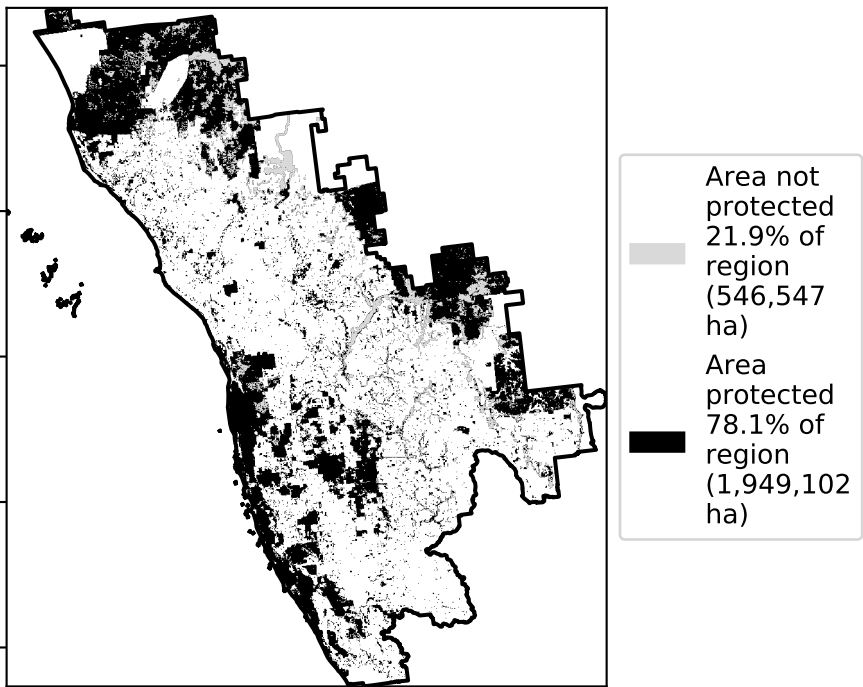 Area not
protected
21.9% of
region
(546,547
ha)
Area
protected
78.1% of
region
(1,949,102
ha)